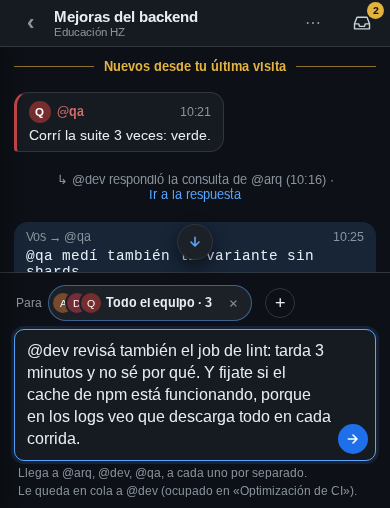 Mejoras del backend
Educación HZ
2
Nuevos desde tu última visita
Q @qa 10:21
Corrí la suite 3 veces: verde.
↳ @dev respondió la consulta de @arq (10:16) ·
Ir a la respuesta
Vos → @qa 10:25
@qa medí también la variante sin
shards
Para A D Q Todo el equipo · 3 × +
@dev revisá también el job de lint: tarda 3
minutos y no sé por qué. Y fijate si el
cache de npm está funcionando, porque
en los logs veo que descarga todo en cada
corrida.
Llega a @arq, @dev, @qa, a cada uno por separado.
Le queda en cola a @dev (ocupado en «Optimización de CI»).